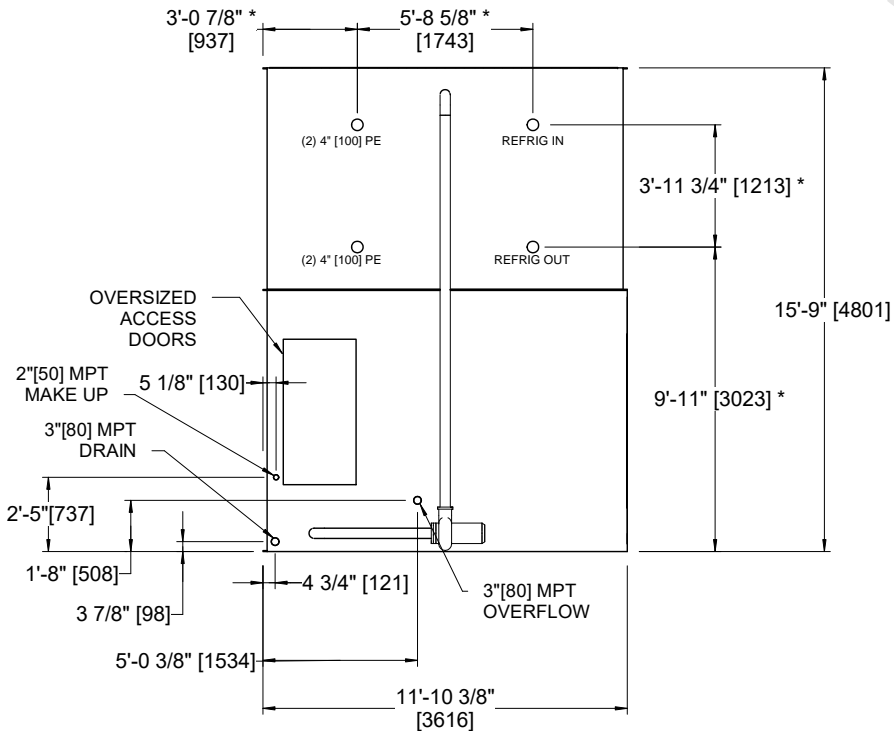 3'-0 7/8" *
[937]
5'-8 5/8" *
[1743]
(2) 4" [100] PE
REFRIG IN
3'-11 3/4" [1213] *
(2) 4" [100] PE
REFRIG OUT
OVERSIZED
ACCESS
DOORS
15'-9" [4801]
2"[50] MPT
MAKE UP
5 1/8" [130]
9'-11" [3023] *
3"[80] MPT
DRAIN
2'-5"[737]
1'-8" [508]
4 3/4" [121]
3"[80] MPT
OVERFLOW
3 7/8" [98]
5'-0 3/8" [1534]
11'-10 3/8"
[3616]